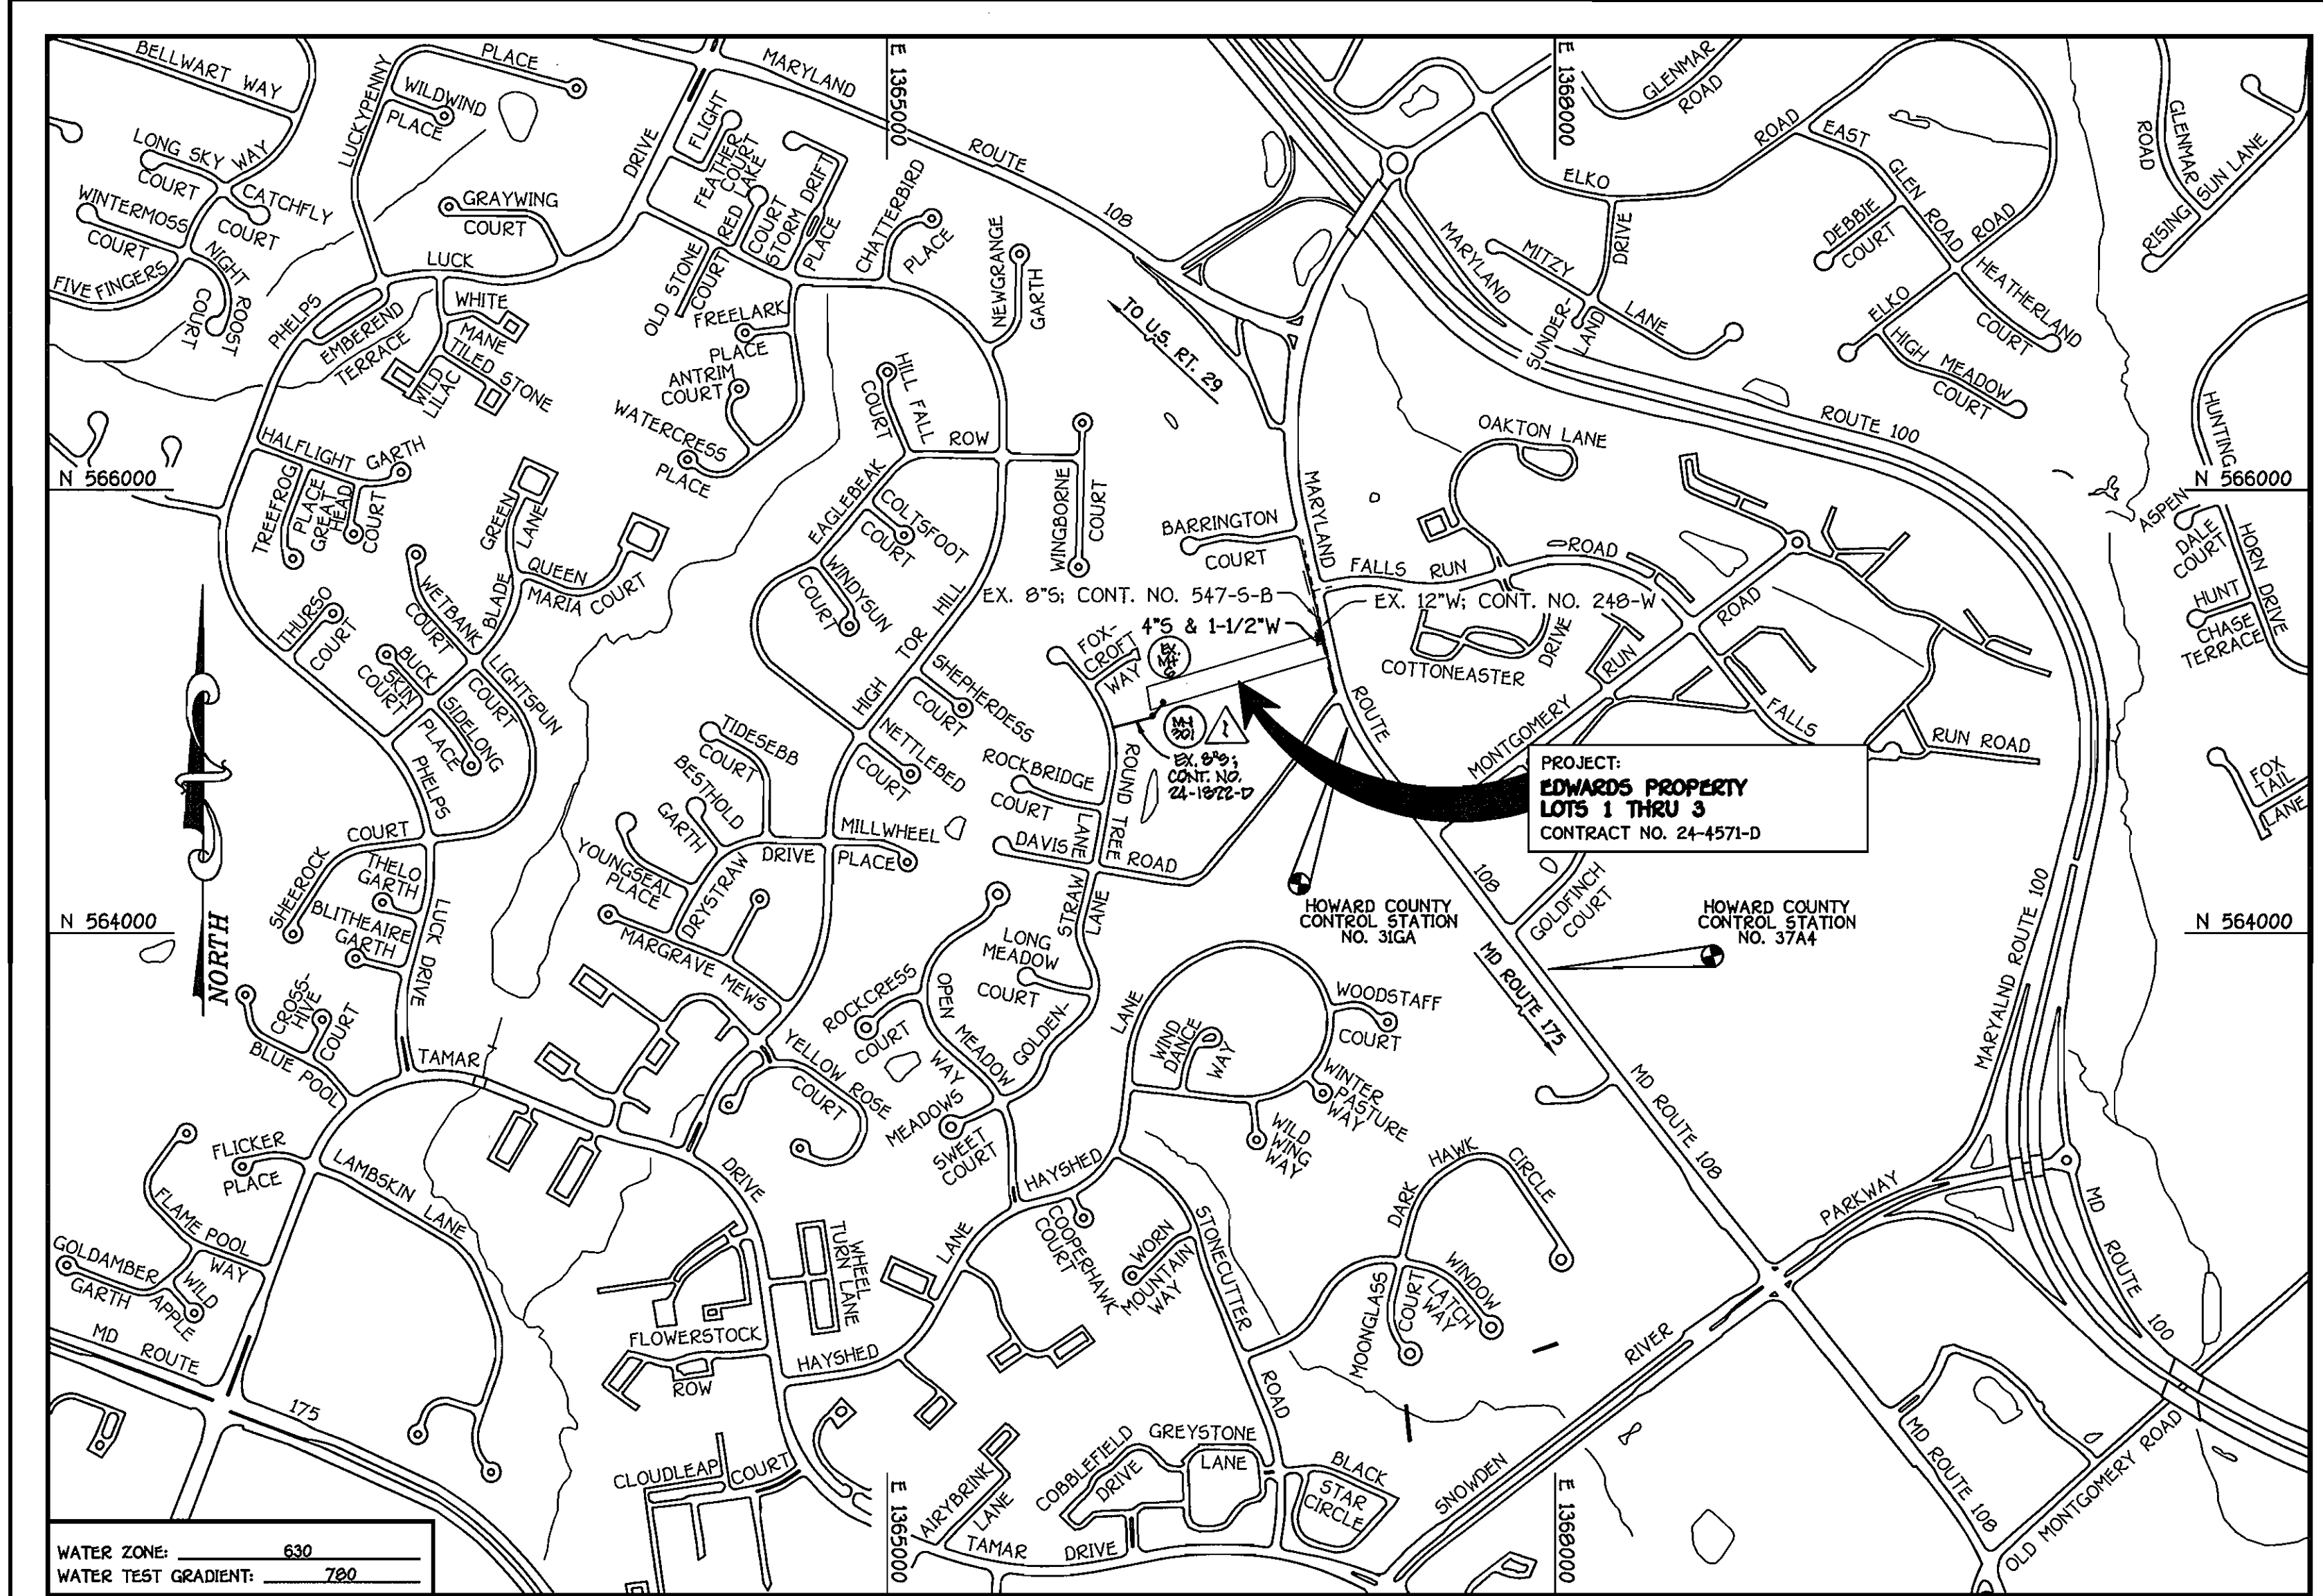 BELLWART WAY
PLACE
LUCKYPENNY
WILDWIND
PLACE
LONG SKY WAY
COURT
CATCHFLY
COURT
WINTERMOSS
COURT
NIGHT ROOST
COURT
FIVE FINGERS
GRAYWING
COURT
LUCK
DRIVE
PHELPS
EMBEREND
TERRACE
WHITE
MANE
TILED STONE
WILD
LILAC
FLIGHT
FEATHER
COURT
RED LAKE
COURT
STORM DRIFT
PLACE
OLD STONE
COURT
CHATTERBIRD
PLACE
FREELARK
PLACE
ANTRIM
COURT
WATERCRESS
PLACE
NEWGRANGE
GARTH
MARYLAND
ROUTE
108
E 1365000
E 1368000
TO U.S. RT. 29
GLENMAR
ROAD
ELKO
ROAD
EAST
GLEN ROAD
ROAD
DEBBIE
COURT
MITZY
LANE
DRIVE
SUNDER-
LAND
MARYLAND
ROUTE 100
HEATHERLAND
COURT
ELKO
HIGH MEADOW
COURT
GLENMAR
ROAD
RISING SUN LANE
HUNTING
N 566000
N 566000
HALFLIGHT GARTH
TREEFROG
PLACE
GREAT
HEAD
COURT
GREEN
LANE
QUEEN
MARIA COURT
BLADE
WETBANK
COURT
THURSO
COURT
BUCK
SKIN
COURT
SIDELONG
PLACE
LIGHTSPUN
COURT
PHELPS
HILL FALL
COURT
ROW
EAGLEBEAK
COLTSFOOT
COURT
WINDYSUN
COURT
HIGH
TOR
HILL
SHEPHERDESS
COURT
NETTLEBED
COURT
WINGBORNE
COURT
BARRINGTON
COURT
MARYLAND
ROUTE
FALLS RUN
ROAD
OAKTON LANE
EX. 8"S; CONT. NO. 547-S-B
EX. 12"W; CONT. NO. 248-W
4"S & 1-1/2"W
FOX-
CROFT
WAY
EX.
MH
MH
301
1
EX. 8"S;
CONT. NO.
24-1822-D
COTTONEASTER
DRIVE
RUN
ROAD
MONTGOMERY
FALLS
RUN ROAD
ASPEN
DALE
COURT
HORN DRIVE
HUNT
CHASE
TERRACE
FOX
TAIL
LANE
PROJECT:
EDWARDS PROPERTY
LOTS 1 THRU 3
CONTRACT NO. 24-4571-D
TIDESEBB
COURT
BESTHOLD
GARTH
YOUNGSEAL
PLACE
DRYSTRAW
DRIVE
MILLWHEEL
PLACE
MARGRAVE MEWS
ROCKBRIDGE
COURT
DAVIS
LANE
ROUND TREE
ROAD
STRAW
LANE
GOLDEN-
LONG
MEADOW
COURT
OPEN
MEADOW
WAY
ROCKCRESS
COURT
MEADOWS
SWEET
COURT
YELLOW ROSE
COURT
COURT
SHEEROCK
THELO
GARTH
BLITHEAIRE
GARTH
LUCK DRIVE
N 564000
N 564000
NORTH
CROSS-
HIVE
COURT
BLUE POOL
TAMAR
DRIVE
HOWARD COUNTY
CONTROL STATION
NO. 31GA
HOWARD COUNTY
CONTROL STATION
NO. 37A4
108
GOLDFINCH
COURT
MD ROUTE 175
MD ROUTE 108
MARYALND ROUTE 100
LANE
WIND
DANCE
WAY
WOODSTAFF
COURT
WINTER
PASTURE
WAY
WILD
WING
WAY
HAYSHED
LANE
COOPERHAWK
COURT
WORN
MOUNTAIN
WAY
STONECUTTER
ROAD
DARK
HAWK
CIRCLE
MOONGLASS
COURT
WINDOW
LATCH
WAY
PARKWAY
RIVER
SNOWDEN
MD ROUTE 100
MD ROUTE 108
OLD MONTGOMERY ROAD
FLICKER
PLACE
LAMBSKIN
LANE
FLAME POOL
WAY
GOLDAMBER
GARTH
WILD
APPLE
MD
ROUTE
175
FLOWERSTOCK
ROW
WHEEL
TURN LANE
HAYSHED
CLOUDLEAP COURT
AIRYBRINK
LANE
TAMAR DRIVE
COBBLEFIELD
DRIVE
GREYSTONE
LANE
BLACK
STAR
CIRCLE
E 1365000
E 1368000
WATER ZONE: 630
WATER TEST GRADIENT: 780